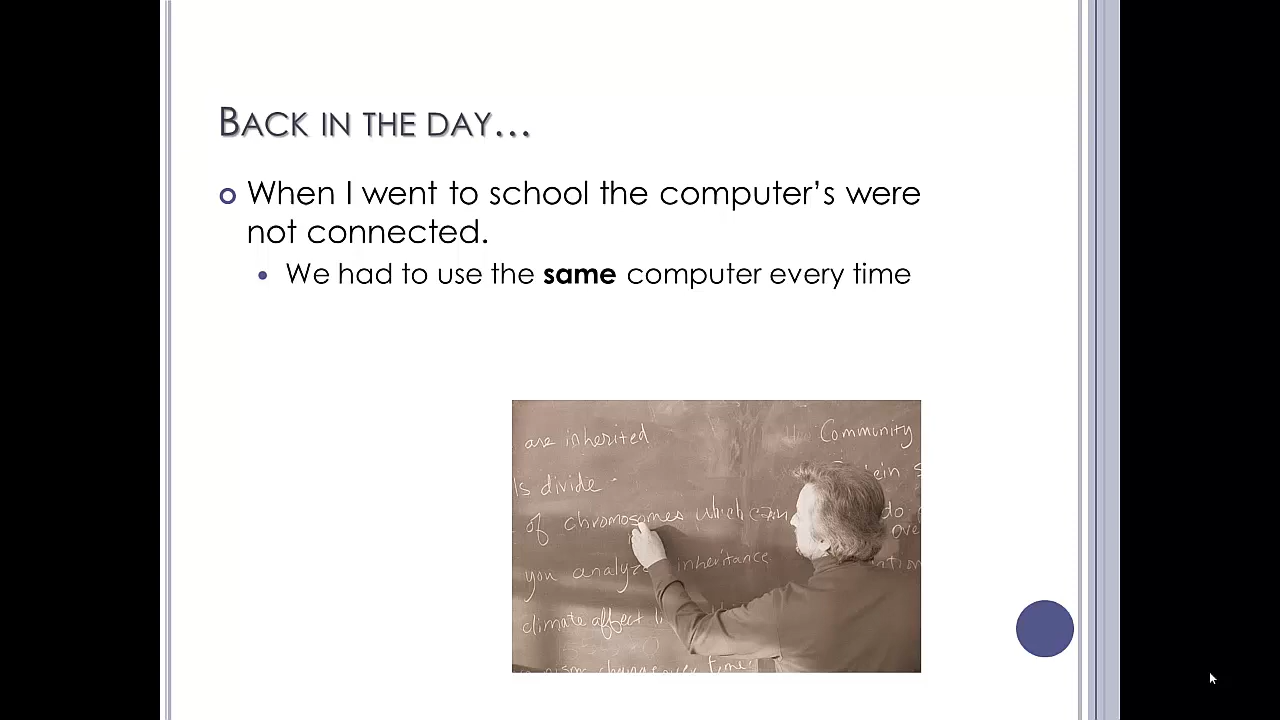 BACK IN THE DAY…
When I went to school the computer's were
not connected.
We had to use the same computer every time
are inherited
Community
ls divide
of chromosomes which can
do
you analyze inheritance
climate affect